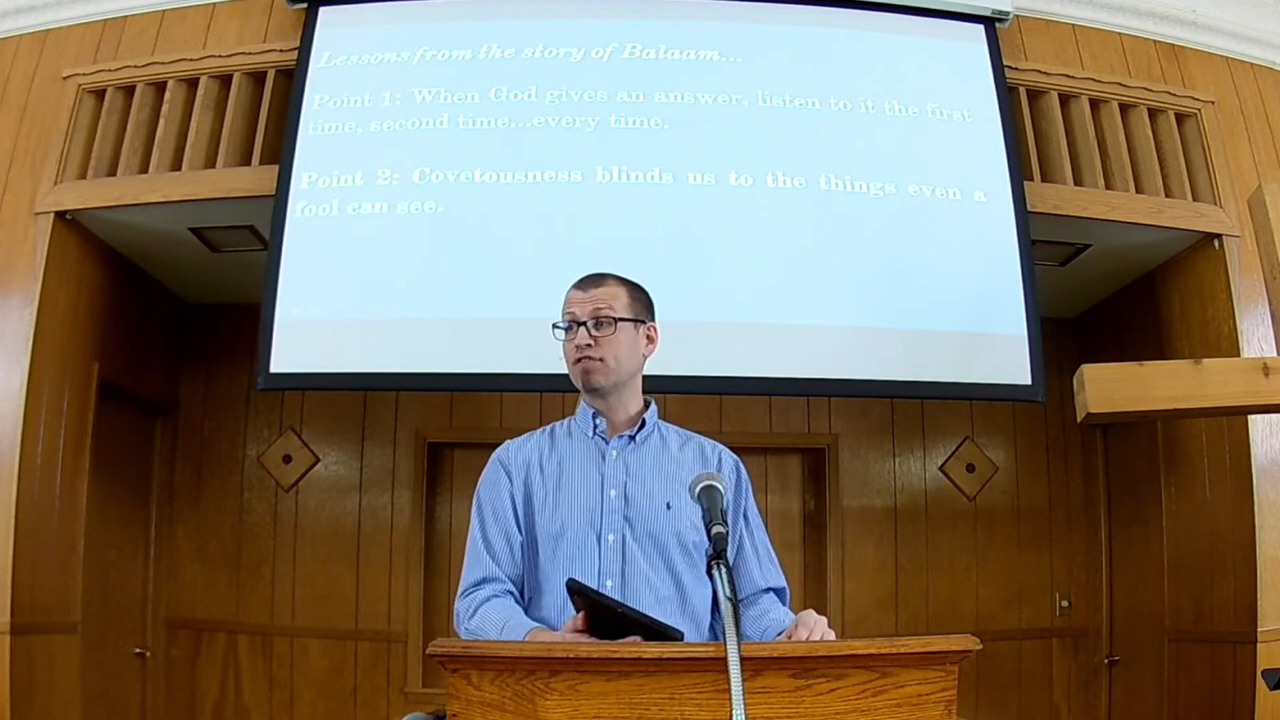 Lessons from the story of Balaam...
Point 1: When God gives an answer, listen to it the first
time, second time...every time.
Point 2: Covetousness blinds us to the things even a
fool can see.